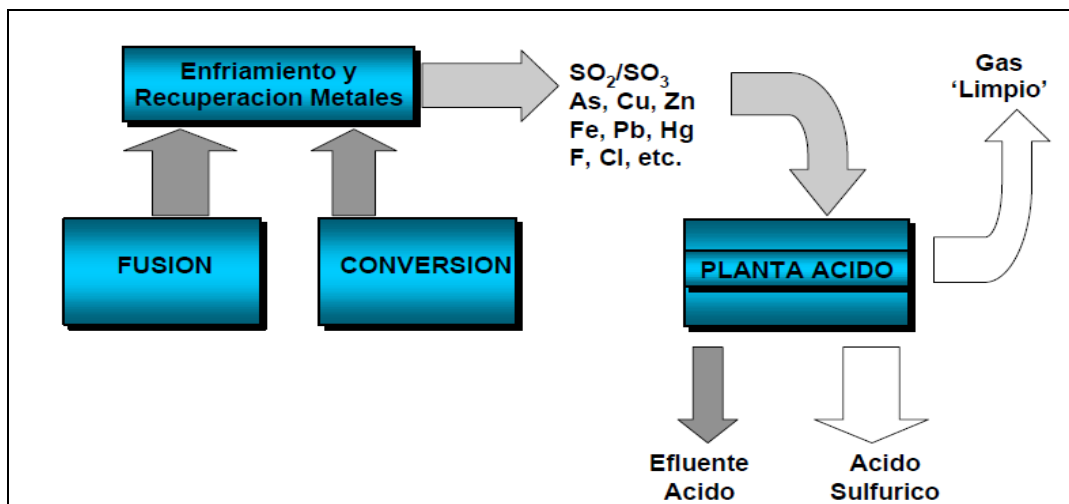 Enfriamiento y
Recuperacion Metales
SO₂/SO₃
As, Cu, Zn
Fe, Pb, Hg
F, Cl, etc.
Gas
‘Limpio’
FUSION
CONVERSION
PLANTA ACIDO
Efluente
Acido
Acido
Sulfurico